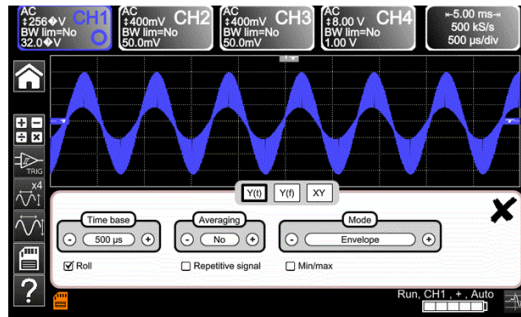 AC CH1
↕256�V
BW lim=No
32.0�V
AC CH2
↕400mV
BW lim=No
50.0mV
AC CH3
↕400mV
BW lim=No
50.0mV
AC CH4
↕8.00 V
BW lim=No
1.00 V
⇤5.00 ms⇥
500 kS/s
500 µs/div
TRIG
x4
Y(t) Y(f) XY
Time base Averaging Mode
- 500 µs + - No + - Envelope +
Roll Repetitive signal Min/max
?
Run, CH1 , + , Auto